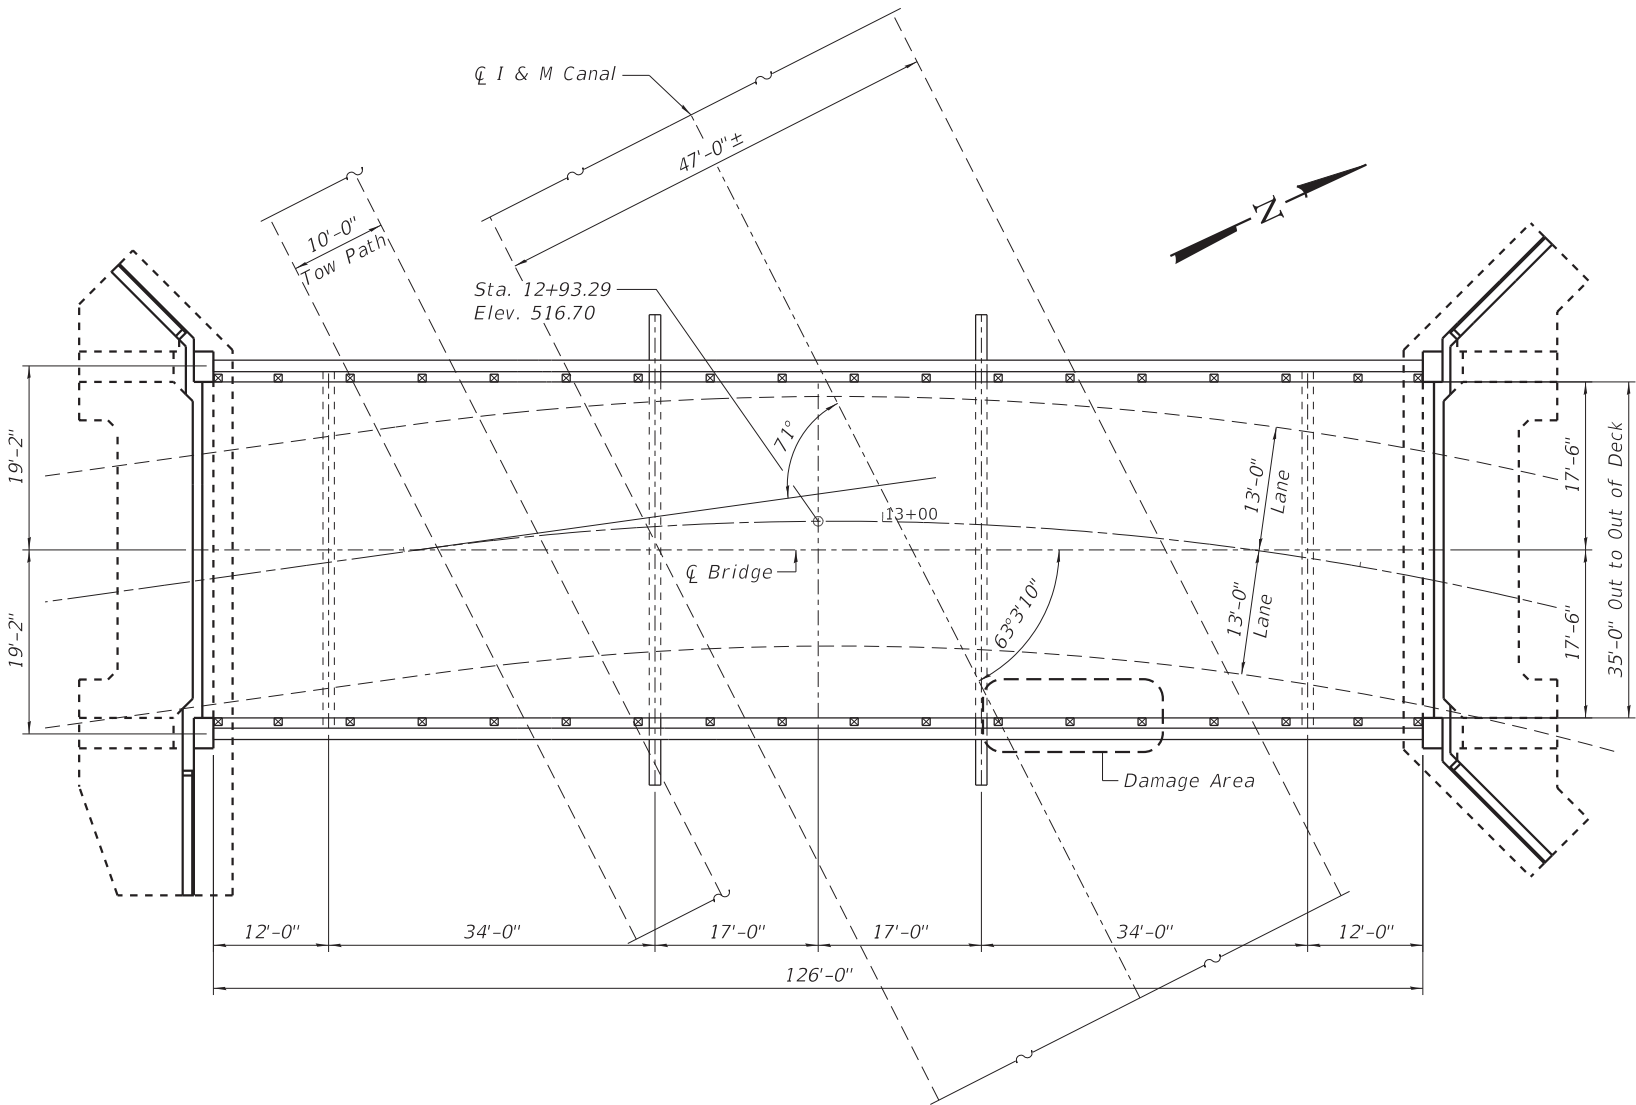 ℄ I & M Canal
47'-0"±
10'-0"
Tow Path
N
Sta. 12+93.29
Elev. 516.70
71°
13+00
℄ Bridge
63°3'10"
13'-0"
Lane
13'-0"
Lane
19'-2"
19'-2"
17'-6"
17'-6"
35'-0" Out to Out of Deck
Damage Area
12'-0"
34'-0"
17'-0"
17'-0"
34'-0"
12'-0"
126'-0"